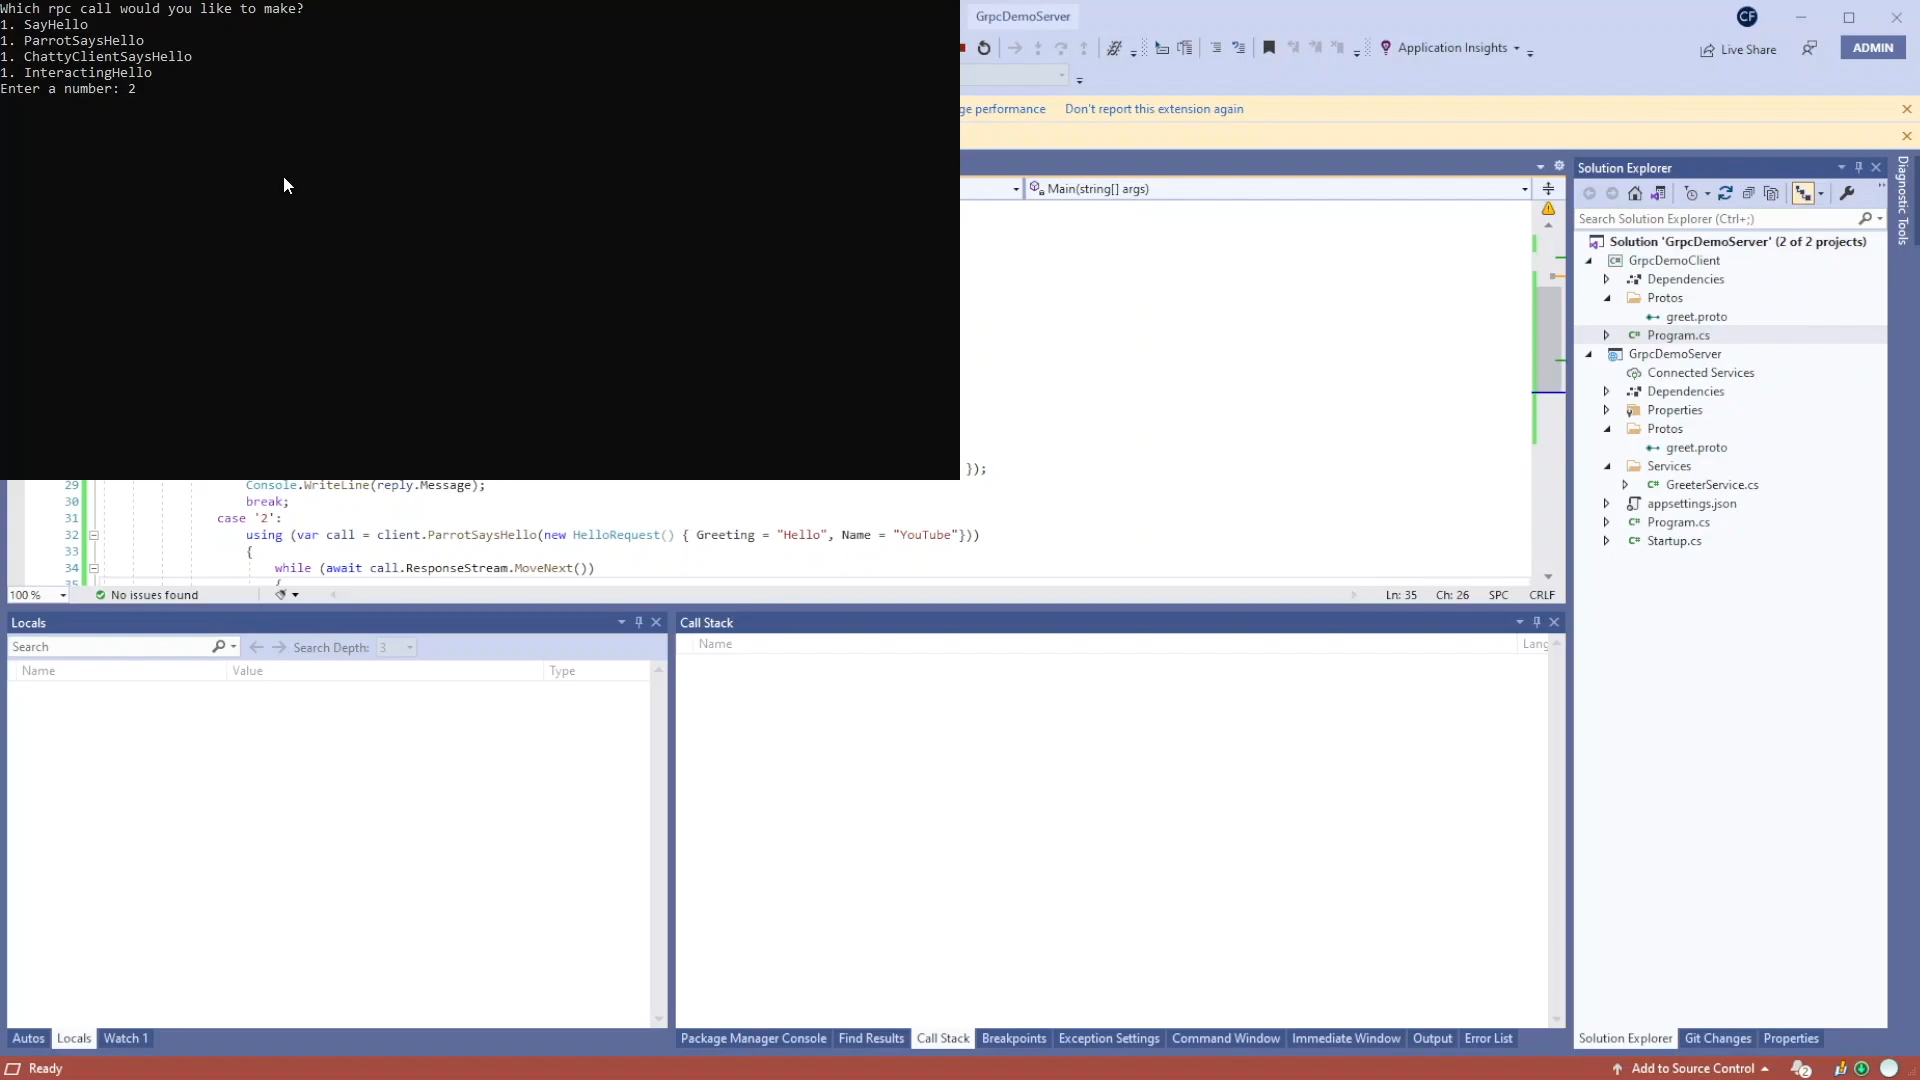 Which rpc call would you like to make?
1. SayHello
1. ParrotSaysHello
1. ChattyClientSaysHello
1. InteractingHello
Enter a number: 2
GrpcDemoServer
CF
Application Insights
Live Share
ADMIN
ge performance Don't report this extension again
Main(string[] args)
});
29 Console.WriteLine(reply.Message);
30 break;
31 case '2':
32 using (var call = client.ParrotSaysHello(new HelloRequest() { Greeting = "Hello", Name = "YouTube"}))
33 {
34 while (await call.ResponseStream.MoveNext())
35 {
100 % No issues found Ln: 35 Ch: 26 SPC CRLF
Locals
Search Search Depth: 3
Name Value Type
Autos Locals Watch 1
Call Stack
Name Lang
Package Manager Console Find Results Call Stack Breakpoints Exception Settings Command Window Immediate Window Output Error List
Solution Explorer
Search Solution Explorer (Ctrl+;)
Solution 'GrpcDemoServer' (2 of 2 projects)
GrpcDemoClient
Dependencies
Protos
greet.proto
C# Program.cs
GrpcDemoServer
Connected Services
Dependencies
Properties
Protos
greet.proto
Services
C# GreeterService.cs
appsettings.json
C# Program.cs
C# Startup.cs
Solution Explorer Git Changes Properties
Diagnostic Tools
Ready
Add to Source Control
2